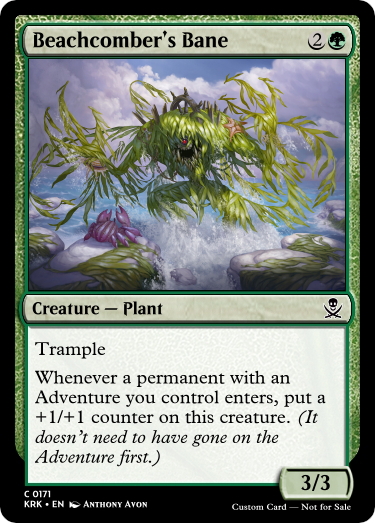 Beachcomber's Bane 2
Creature — Plant
Trample
Whenever a permanent with an
Adventure you control enters, put a
+1/+1 counter on this creature. (It
doesn't need to have gone on the
Adventure first.)
3/3
C 0171
KRK • EN Anthony Avon
Custom Card — Not for Sale